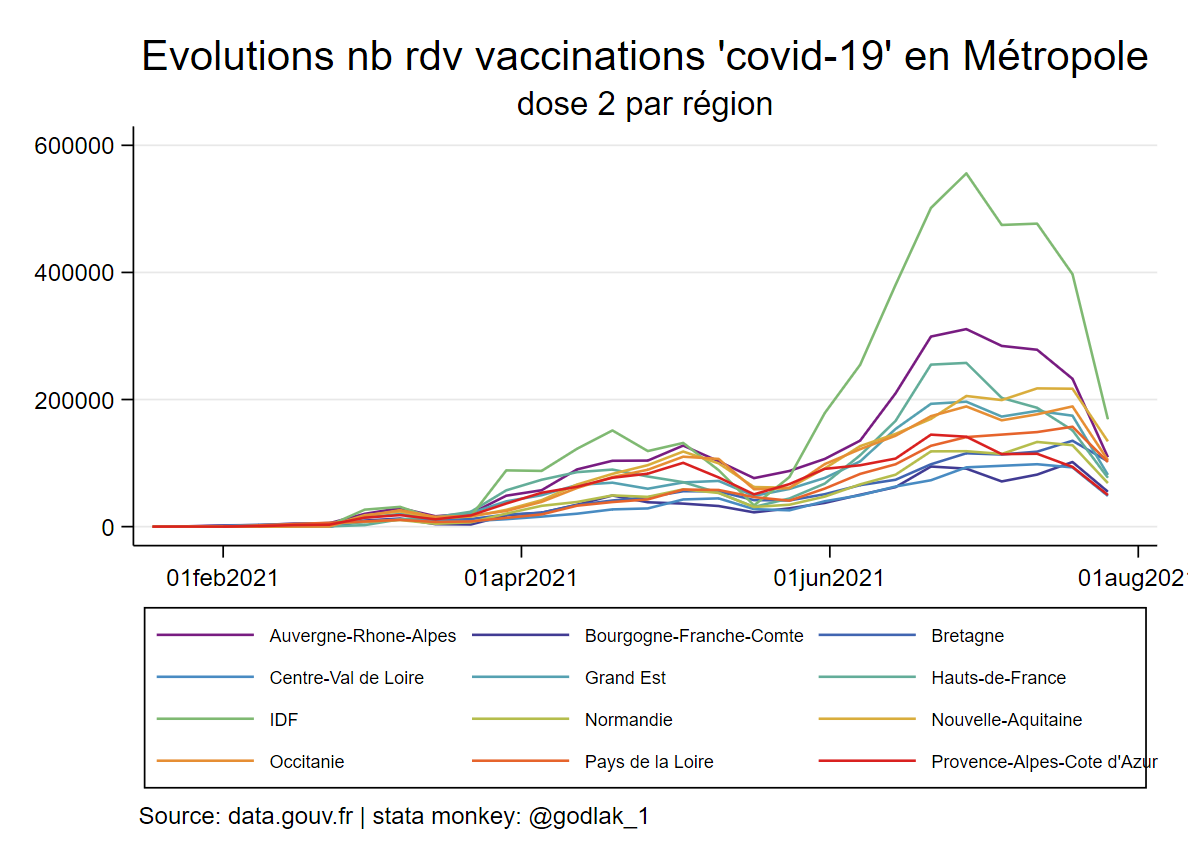 Evolutions nb rdv vaccinations 'covid-19' en Métropole
dose 2 par région
600000
400000
200000
0
01feb2021 01apr2021 01jun2021 01aug2021
Auvergne-Rhone-Alpes Bourgogne-Franche-Comte Bretagne
Centre-Val de Loire Grand Est Hauts-de-France
IDF Normandie Nouvelle-Aquitaine
Occitanie Pays de la Loire Provence-Alpes-Cote d'Azur
Source: data.gouv.fr | stata monkey: @godlak_1